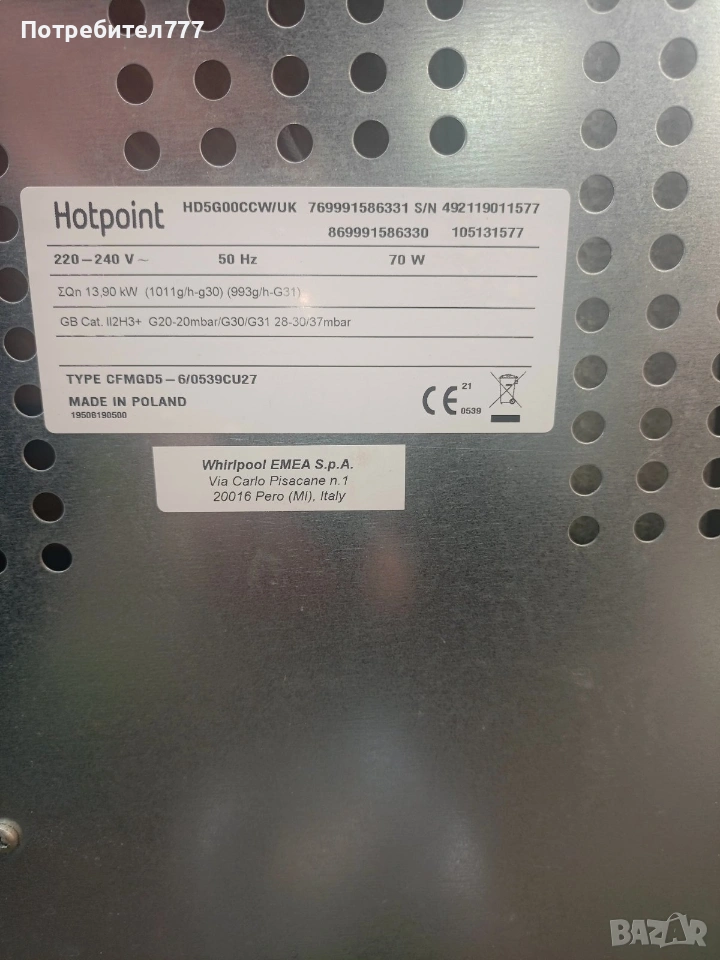 Потребител777
Hotpoint HD5G00CCW/UK 769991586331 S/N 492119011577
869991586330 105131577
220-240 V~ 50 Hz 70 W
ΣQn 13,90 kW (1011g/h-g30) (993g/h-G31)
GB Cat. II2H3+ G20-20mbar/G30/G31 28-30/37mbar
TYPE CFMGD5-6/0539CU27
MADE IN POLAND
19508190500
CE 21
0539
Whirlpool EMEA S.p.A.
Via Carlo Pisacane n.1
20016 Pero (MI), Italy
BAZAR